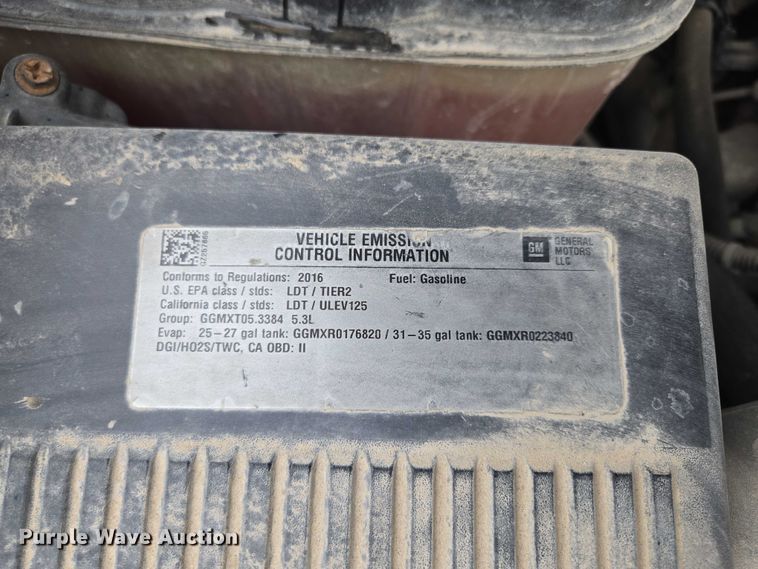 VEHICLE EMISSION
CONTROL INFORMATION
GM
GENERAL
MOTORS
LLC
Conforms to Regulations: 2016 Fuel: Gasoline
U.S. EPA class / stds: LDT / TIER2
California class / stds: LDT / ULEV125
Group: GGMXT05.3384 5.3L
Evap: 25-27 gal tank: GGMXR0176820 / 31-35 gal tank: GGMXR0223840
DGI/HO2S/TWC, CA OBD: II
Purple Wave Auction